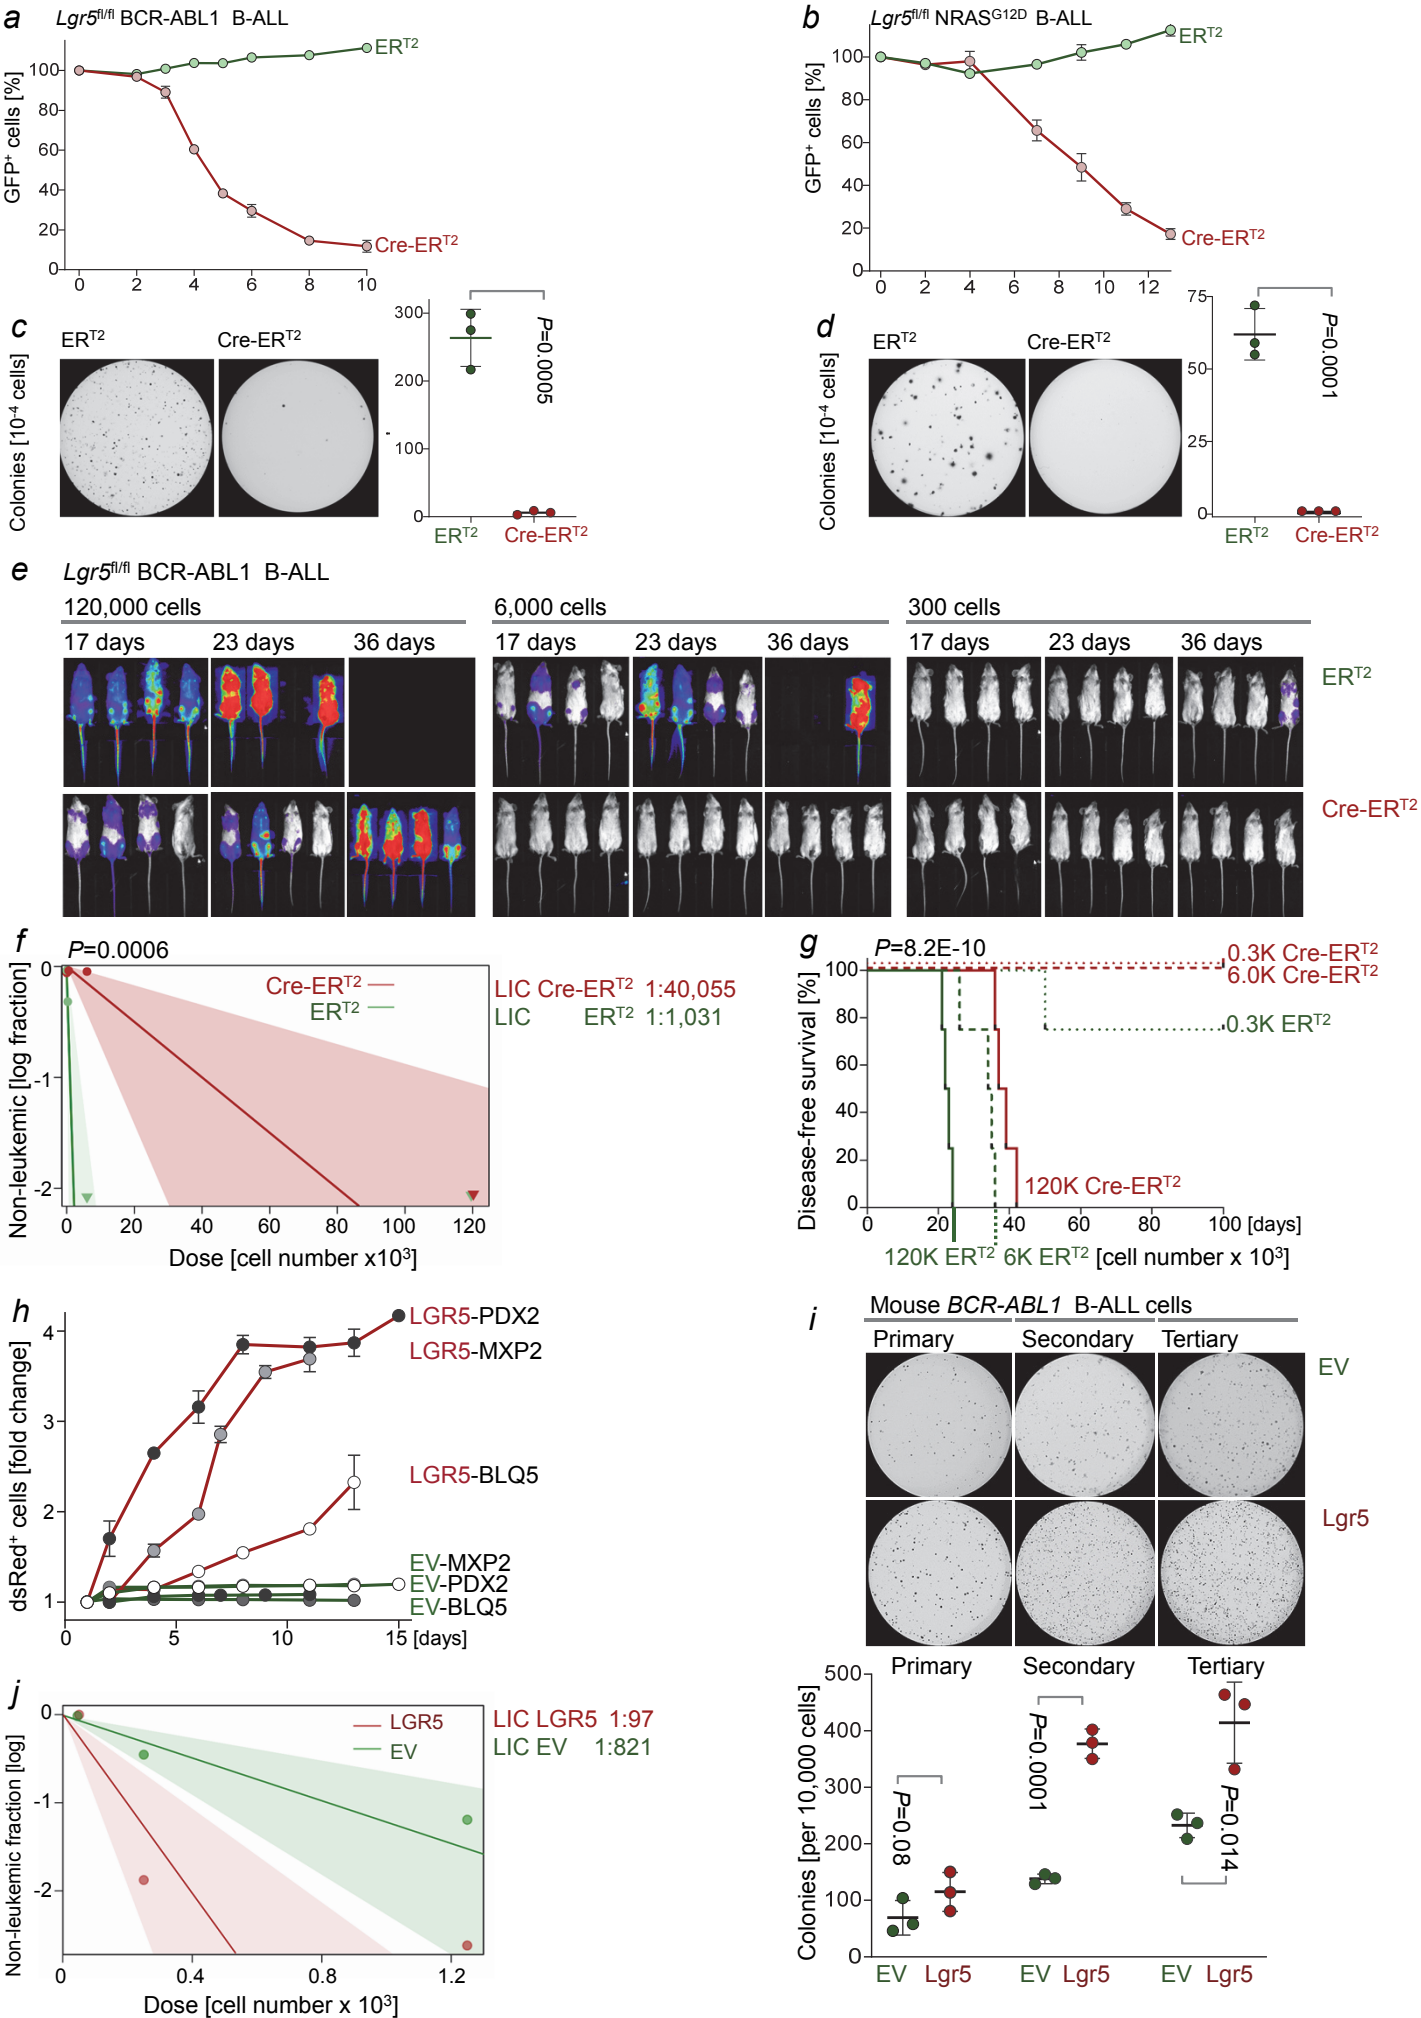 a
Lgr5fl/fl BCR-ABL1 B-ALL
GFP+ cells [%]
100
80
60
40
20
0
0 2 4 6 8 10
ERT2
Cre-ERT2
b
Lgr5fl/fl NRASG12D B-ALL
GFP+ cells [%]
100
80
60
40
20
0
0 2 4 6 8 10 12
ERT2
Cre-ERT2
c
ERT2 Cre-ERT2
Colonies [10-4 cells]
300
200
100
0
P=0.0005
ERT2 Cre-ERT2
d
ERT2 Cre-ERT2
Colonies [10-4 cells]
75
50
25
0
P=0.0001
ERT2 Cre-ERT2
e
Lgr5fl/fl BCR-ABL1 B-ALL
120,000 cells 6,000 cells 300 cells
17 days 23 days 36 days 17 days 23 days 36 days 17 days 23 days 36 days
ERT2
Cre-ERT2
f
P=0.0006
Non-leukemic [log fraction]
0
-1
-2
0 20 40 60 80 100 120
Dose [cell number x103]
Cre-ERT2
ERT2
LIC Cre-ERT2 1:40,055
LIC ERT2 1:1,031
g
P=8.2E-10
Disease-free survival [%]
100
80
60
40
20
0
0 20 40 60 80 100 [days]
0.3K Cre-ERT2
6.0K Cre-ERT2
0.3K ERT2
120K Cre-ERT2
120K ERT2 6K ERT2 [cell number x 103]
h
dsRed+ cells [fold change]
4
3
2
1
0 5 10 15 [days]
LGR5-PDX2
LGR5-MXP2
LGR5-BLQ5
EV-MXP2
EV-PDX2
EV-BLQ5
i
Mouse BCR-ABL1 B-ALL cells
Primary Secondary Tertiary
EV
Lgr5
Primary Secondary Tertiary
Colonies [per 10,000 cells]
500
400
300
200
100
0
P=0.08
P=0.0001
P=0.014
EV Lgr5 EV Lgr5 EV Lgr5
j
Non-leukemic fraction [log]
0
-1
-2
0 0.4 0.8 1.2
Dose [cell number x 103]
LGR5
EV
LIC LGR5 1:97
LIC EV 1:821